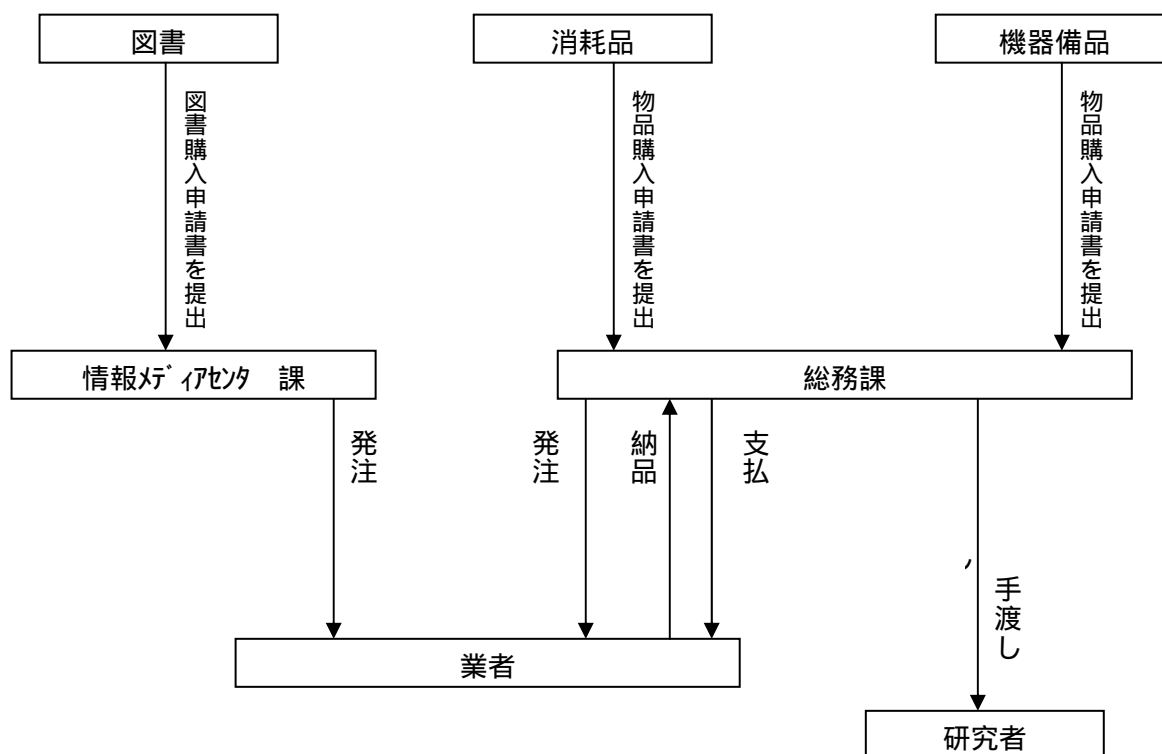 図書
消耗品
機器備品
図書購入申請書を提出
物品購入申請書を提出
物品購入申請書を提出
情報ﾒﾃﾞｨｱｾﾝﾀ　課
総務課
発注
発注
納品
支払
手渡し
業者
研究者